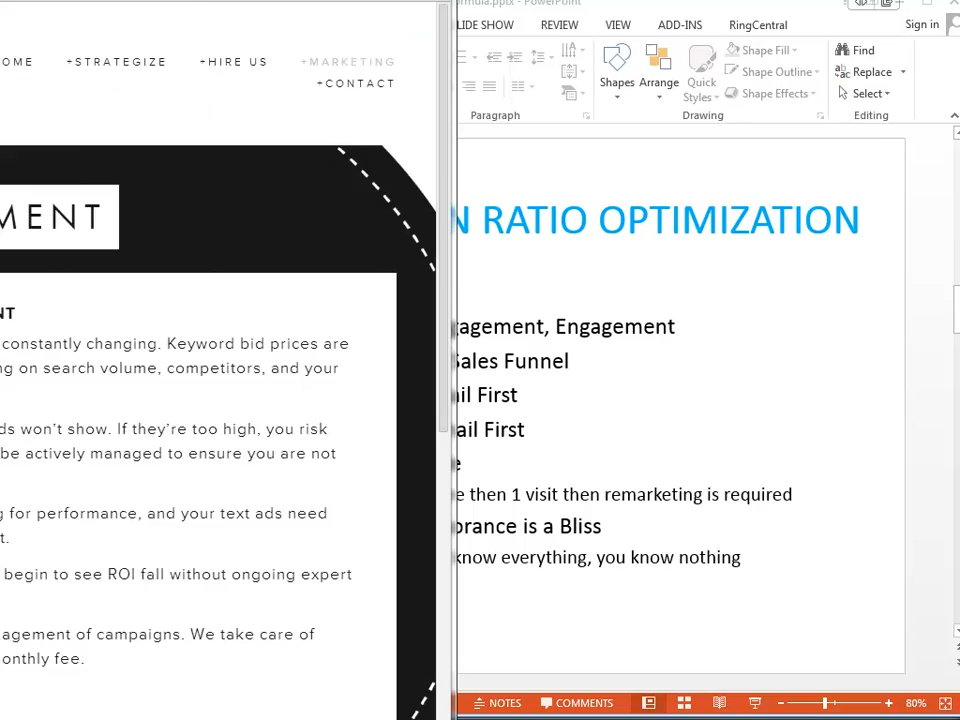 OME +STRATEGIZE +HIRE US +MARKETING
+CONTACT
MENT
NT
constantly changing. Keyword bid prices are
ng on search volume, competitors, and your
ds won't show. If they're too high, you risk
be actively managed to ensure you are not
g for performance, and your text ads need
t.
begin to see ROI fall without ongoing expert
agement of campaigns. We take care of
onthly fee.
ormula.pptx - PowerPoint
LIDE SHOW REVIEW VIEW ADD-INS RingCentral Sign in
Shapes Arrange Quick Styles
Shape Fill
Shape Outline
Shape Effects
Find
Replace
Select
Paragraph Drawing Editing
N RATIO OPTIMIZATION
gagement, Engagement
Sales Funnel
ail First
ail First
e
e then 1 visit then remarketing is required
orance is a Bliss
know everything, you know nothing
NOTES COMMENTS 80%